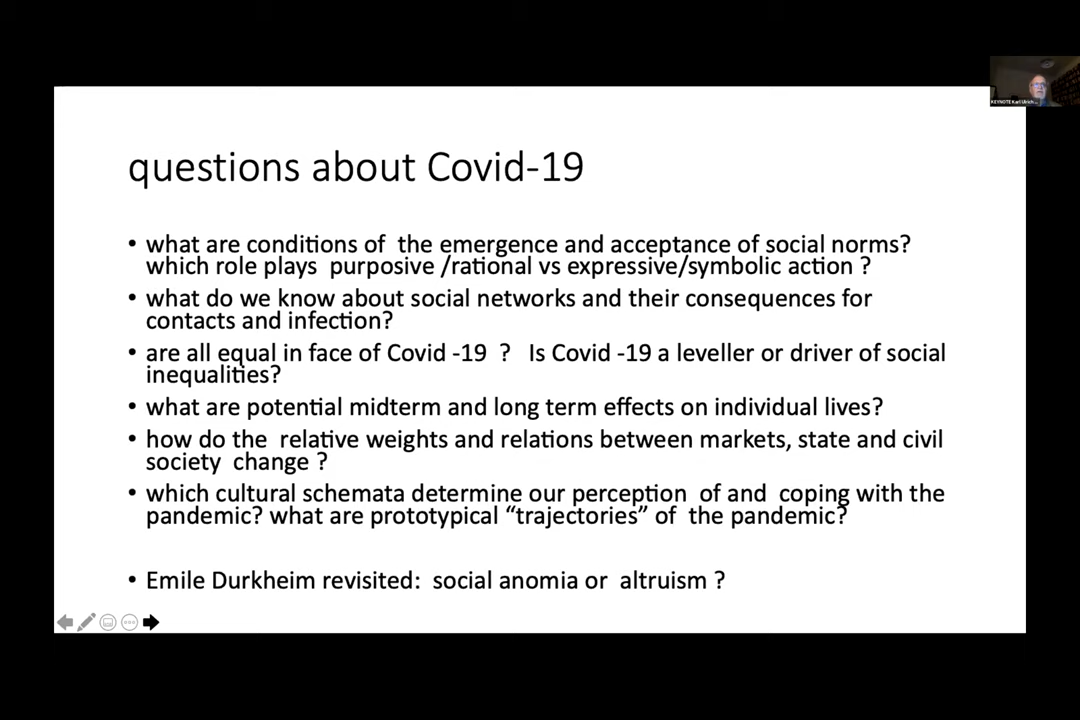 KEYNOTE Karl Ulrich ...
questions about Covid-19
• what are conditions of the emergence and acceptance of social norms?
which role plays purposive /rational vs expressive/symbolic action ?
• what do we know about social networks and their consequences for
contacts and infection?
• are all equal in face of Covid -19 ? Is Covid -19 a leveller or driver of social
inequalities?
• what are potential midterm and long term effects on individual lives?
• how do the relative weights and relations between markets, state and civil
society change ?
• which cultural schemata determine our perception of and coping with the
pandemic? what are prototypical “trajectories” of the pandemic?
• Emile Durkheim revisited: social anomia or altruism ?